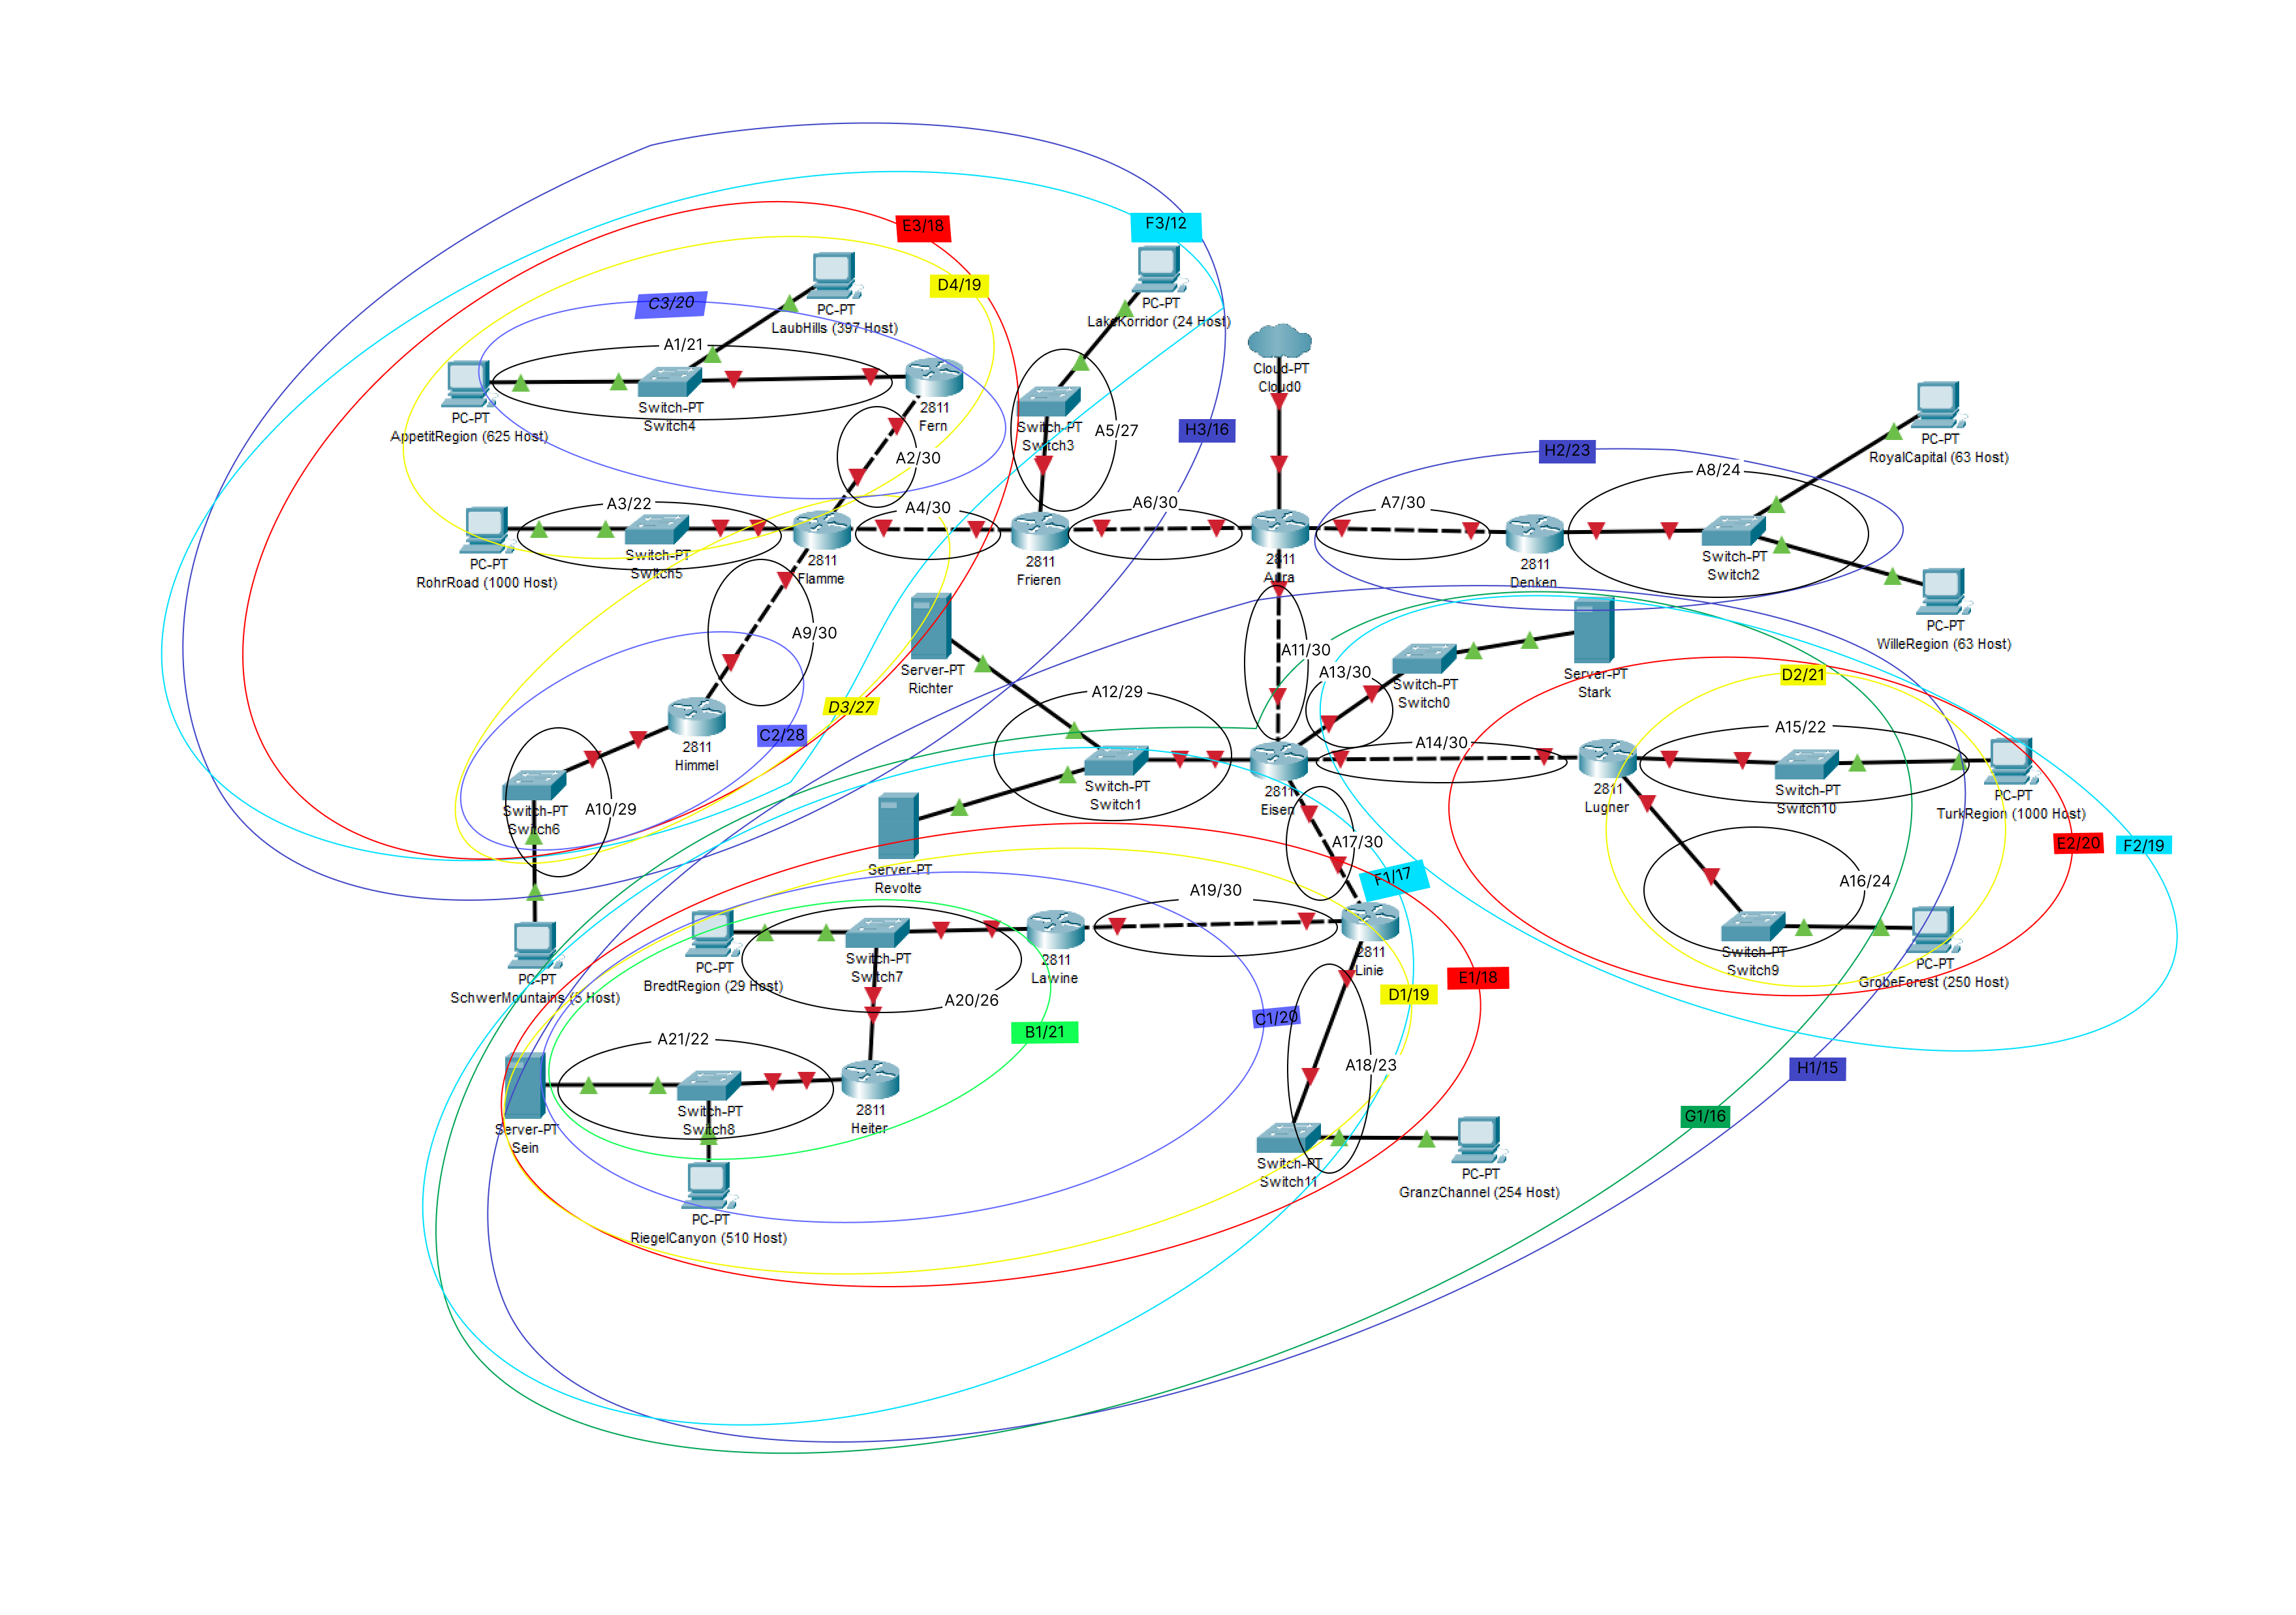 E3/18
F3/12
D4/19
C3/20
PC-PT
LaubHills (397 Host)
PC-PT
LakeKorridor (24 Host)
A1/21
Cloud-PT
Cloud0
PC-PT
AppetitRegion (625 Host)
Switch-PT
Switch4
2811
Fern
Switch-PT
Switch3
A5/27
H3/16
H2/23
PC-PT
RoyalCapital (63 Host)
A2/30
A8/24
A3/22
A4/30
A6/30
A7/30
PC-PT
RohrRoad (1000 Host)
Switch-PT
Switch5
2811
Flamme
2811
Frieren
2811
Aura
2811
Denken
Switch-PT
Switch2
PC-PT
WilleRegion (63 Host)
A9/30
A11/30
Server-PT
Richter
A13/30
Switch-PT
Switch0
Server-PT
Stark
D2/21
A12/29
D3/27
C2/28
2811
Himmel
A14/30
A15/22
Switch-PT
Switch6
A10/29
Switch-PT
Switch1
2811
Eisen
2811
Lugner
Switch-PT
Switch10
PC-PT
TurkRegion (1000 Host)
A17/30
E2/20
F2/19
Server-PT
Revolte
F1/17
A16/24
A19/30
PC-PT
SchwerMountains (5 Host)
PC-PT
BredtRegion (29 Host)
Switch-PT
Switch7
2811
Lawine
2811
Linie
E1/18
Switch-PT
Switch9
PC-PT
GrobeForest (250 Host)
A20/26
D1/19
C1/20
B1/21
A21/22
A18/23
H1/15
Server-PT
Sein
Switch-PT
Switch8
2811
Heiter
G1/16
Switch-PT
Switch11
PC-PT
GranzChannel (254 Host)
PC-PT
RiegelCanyon (510 Host)